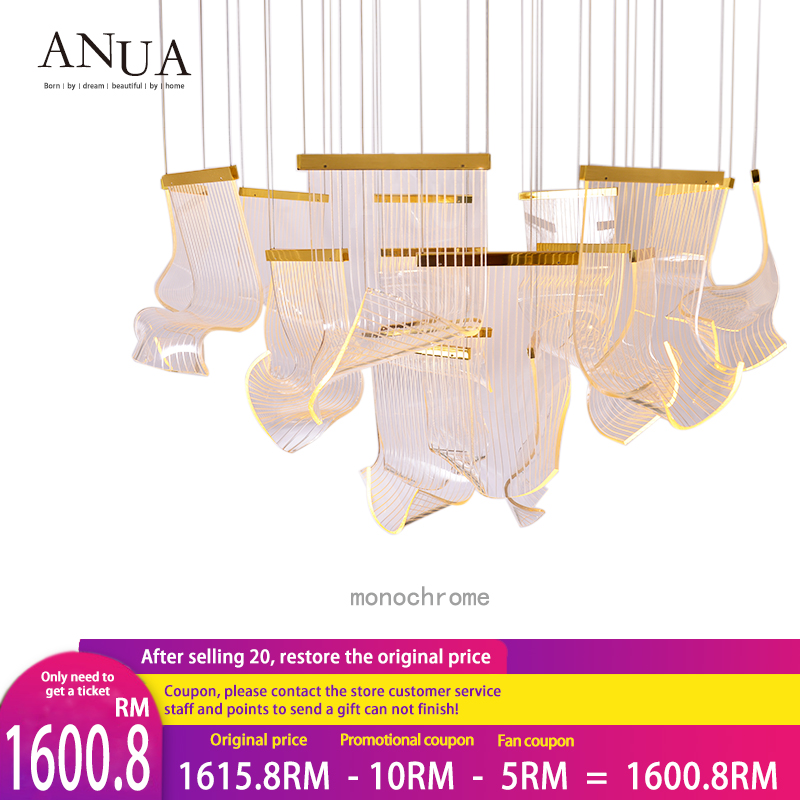 ANUA
Born | by | dream | beautiful | by | home
monochrome
After selling 20, restore the original price
Only need to
get a ticket
RM
1600.8
Coupon, please contact the store customer service
staff and points to send a gift can not finish!
Original price Promotional coupon Fan coupon
1615.8RM - 10RM - 5RM = 1600.8RM